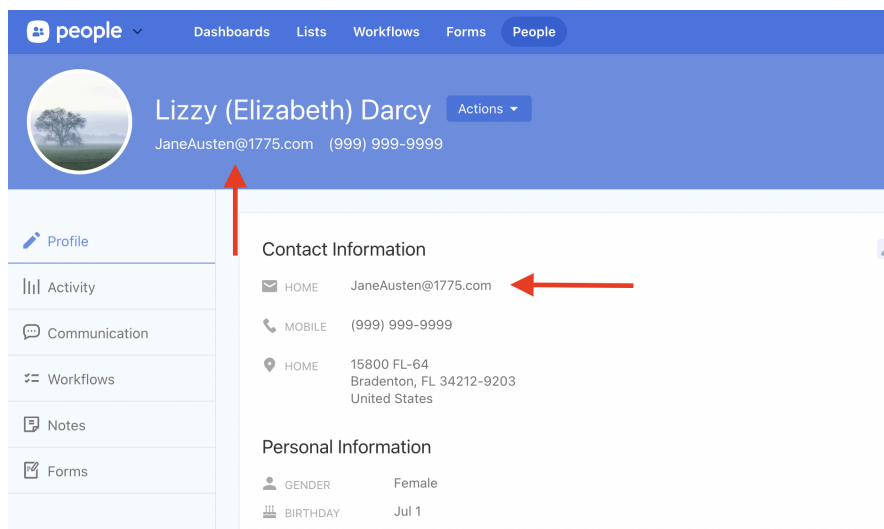 people
Dashboards Lists Workflows Forms People
Lizzy (Elizabeth) Darcy Actions
JaneAusten@1775.com (999) 999-9999
Profile
Activity
Communication
Workflows
Notes
Forms
Contact Information
HOME JaneAusten@1775.com
MOBILE (999) 999-9999
HOME 15800 FL-64
Bradenton, FL 34212-9203
United States
Personal Information
GENDER Female
BIRTHDAY Jul 1